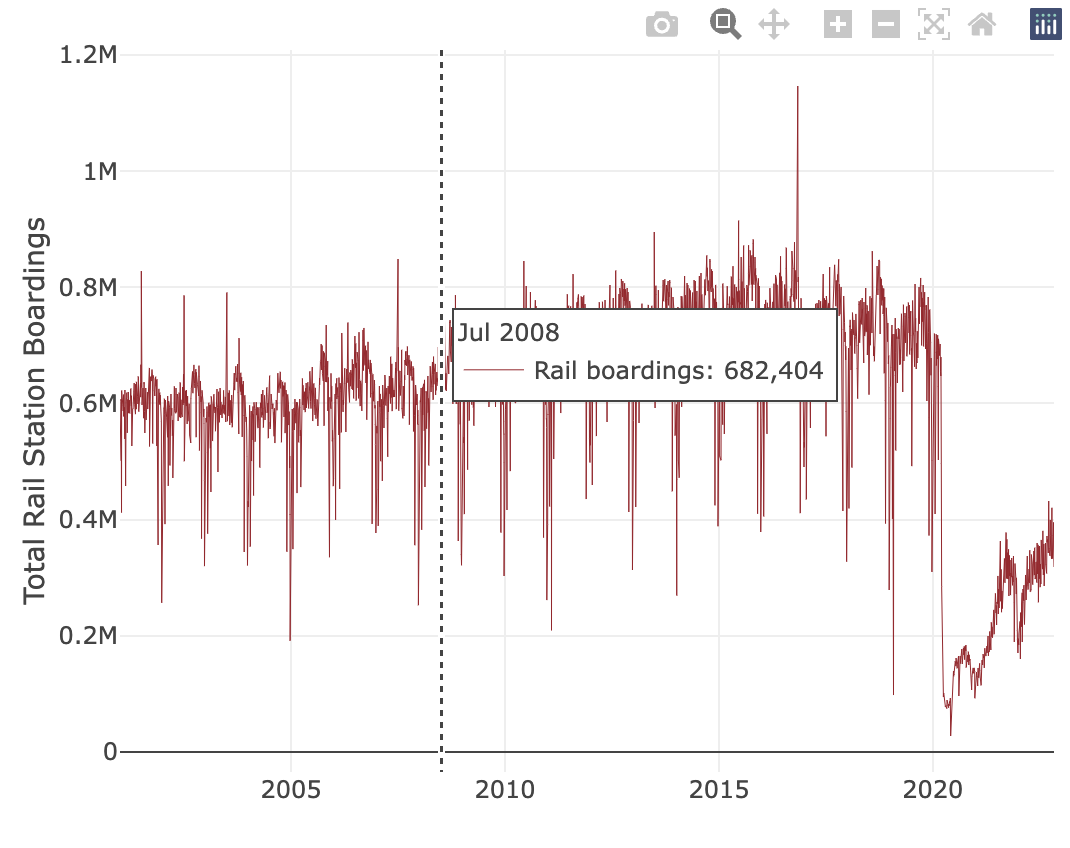 1.2M
1M
0.8M
0.6M
0.4M
0.2M
0
Total Rail Station Boardings
Jul 2008
Rail boardings: 682,404
2005
2010
2015
2020